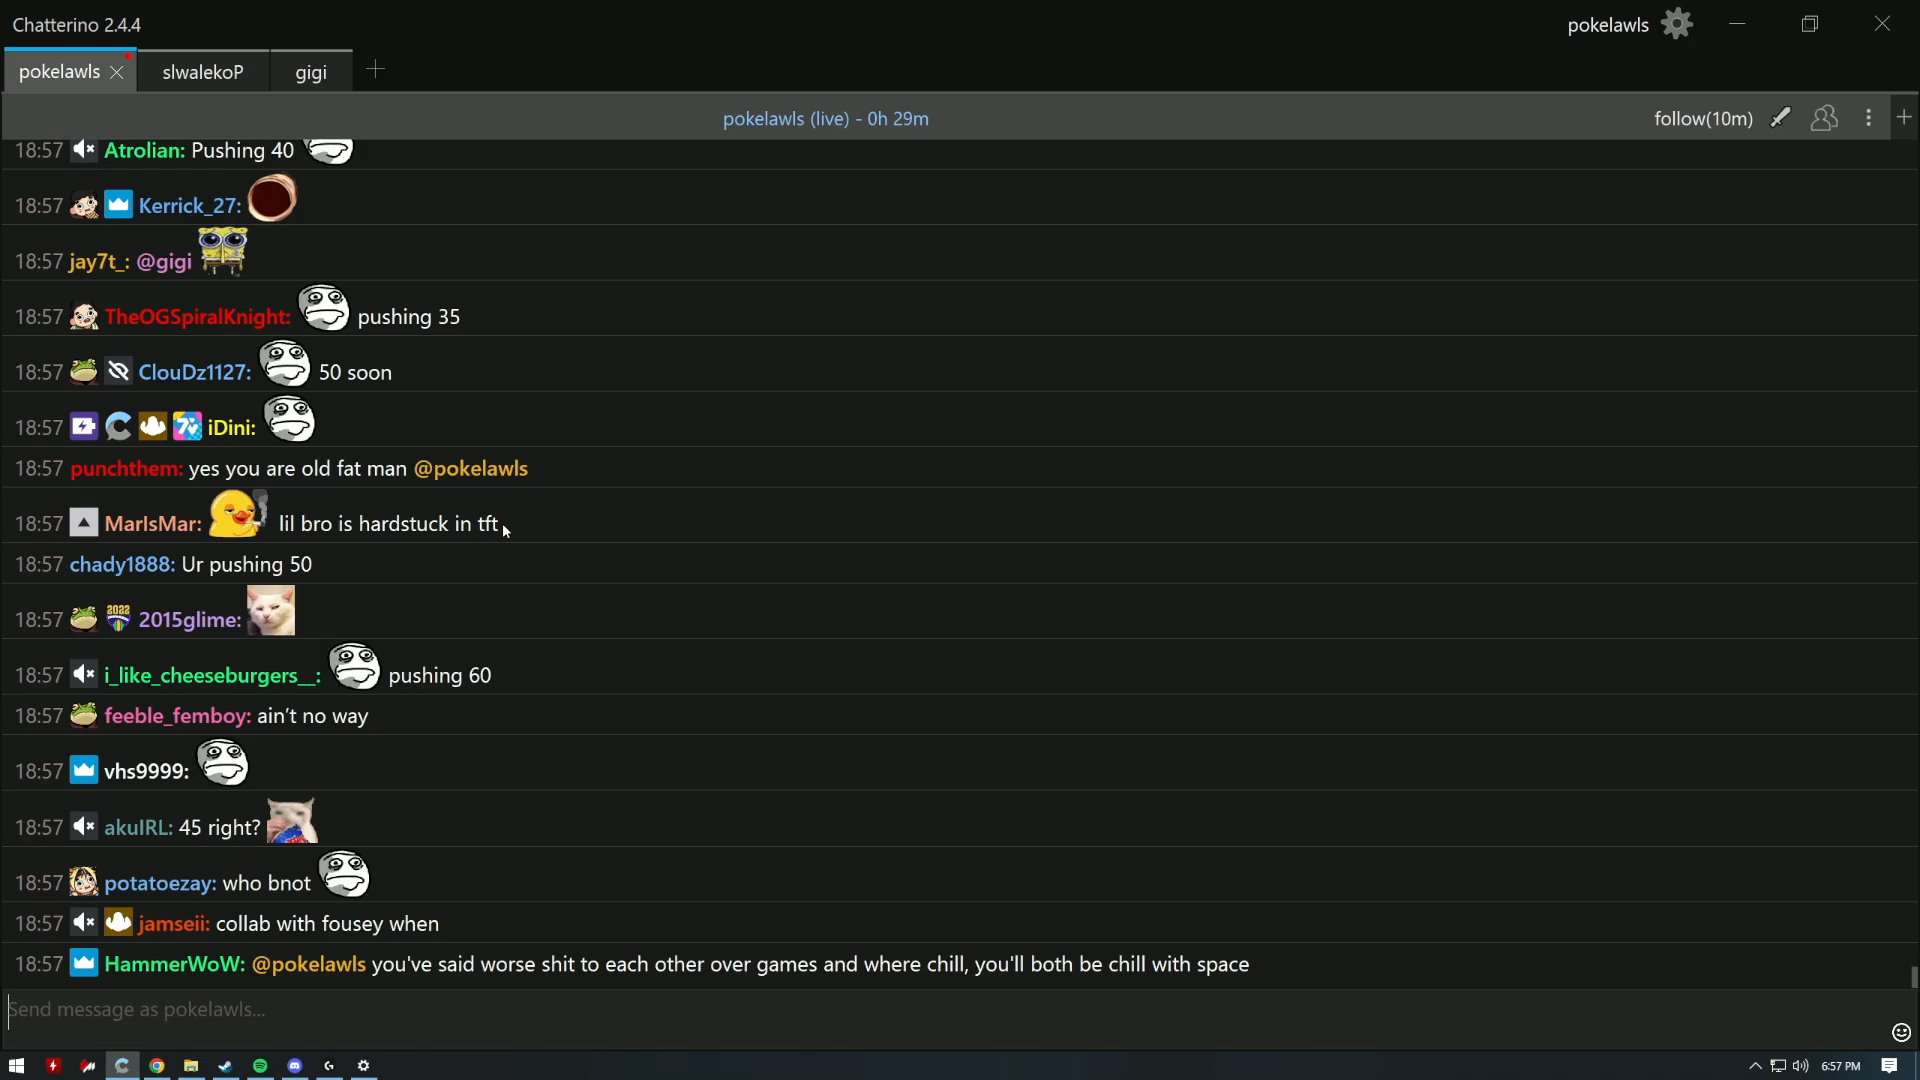 Chatterino 2.4.4
pokelawls
pokelawls
slwalekoP
gigi
pokelawls (live) - 0h 29m
follow(10m)
18:57 Atrolian: Pushing 40
18:57 Kerrick_27:
18:57 jay7t_: @gigi
18:57 TheOGSpiralKnight: pushing 35
18:57 ClouDz1127: 50 soon
18:57 iDini:
18:57 punchthem: yes you are old fat man @pokelawls
18:57 MarlsMar: lil bro is hardstuck in tft
18:57 chady1888: Ur pushing 50
18:57 2022 2015glime:
18:57 i_like_cheeseburgers__: pushing 60
18:57 feeble_femboy: ain't no way
18:57 vhs9999:
18:57 akuIRL: 45 right?
18:57 potatoezay: who bnot
18:57 jamseii: collab with fousey when
18:57 HammerWoW: @pokelawls you've said worse shit to each other over games and where chill, you'll both be chill with space
Send message as pokelawls...
6:57 PM